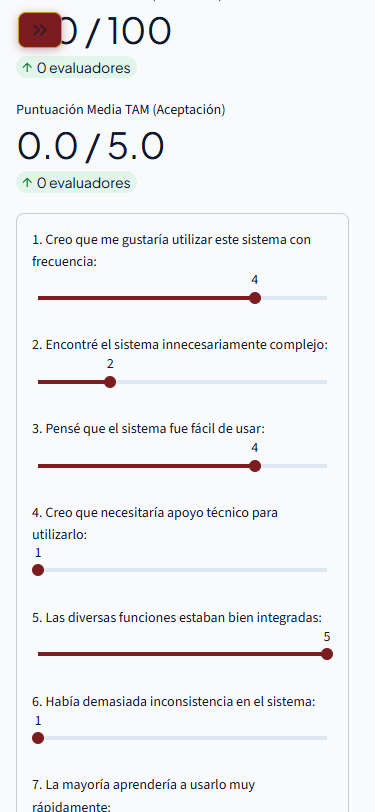 0 / 100
↑ 0 evaluadores
Puntuación Media TAM (Aceptación)
0.0 / 5.0
↑ 0 evaluadores
1. Creo que me gustaría utilizar este sistema con
frecuencia:
4
2. Encontré el sistema innecesariamente complejo:
2
3. Pensé que el sistema fue fácil de usar:
4
4. Creo que necesitaría apoyo técnico para
utilizarlo:
1
5. Las diversas funciones estaban bien integradas:
5
6. Había demasiada inconsistencia en el sistema:
1
7. La mayoría aprendería a usarlo muy
rápidamente: